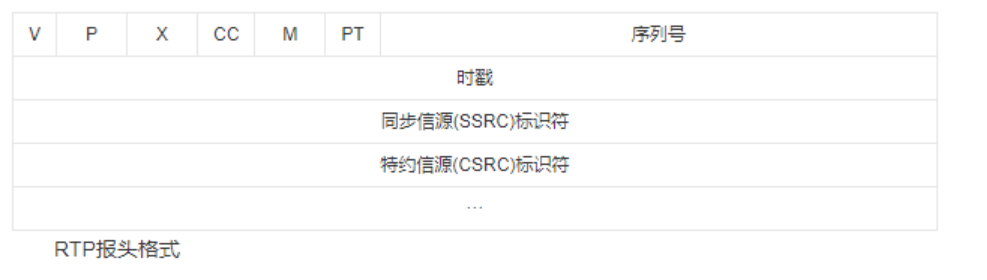 V P X CC M PT 序列号
时戳
同步信源(SSRC)标识符
特约信源(CSRC)标识符
...
RTP报头格式